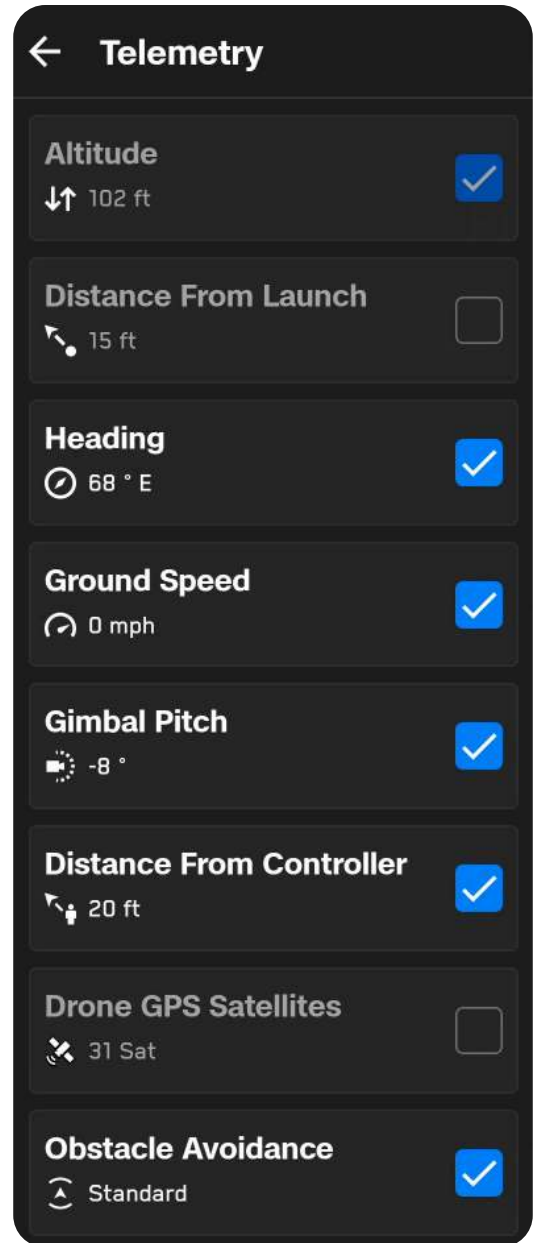 Telemetry
Altitude
102 ft
Distance From Launch
15 ft
Heading
68 ° E
Ground Speed
0 mph
Gimbal Pitch
-8 °
Distance From Controller
20 ft
Drone GPS Satellites
31 Sat
Obstacle Avoidance
Standard